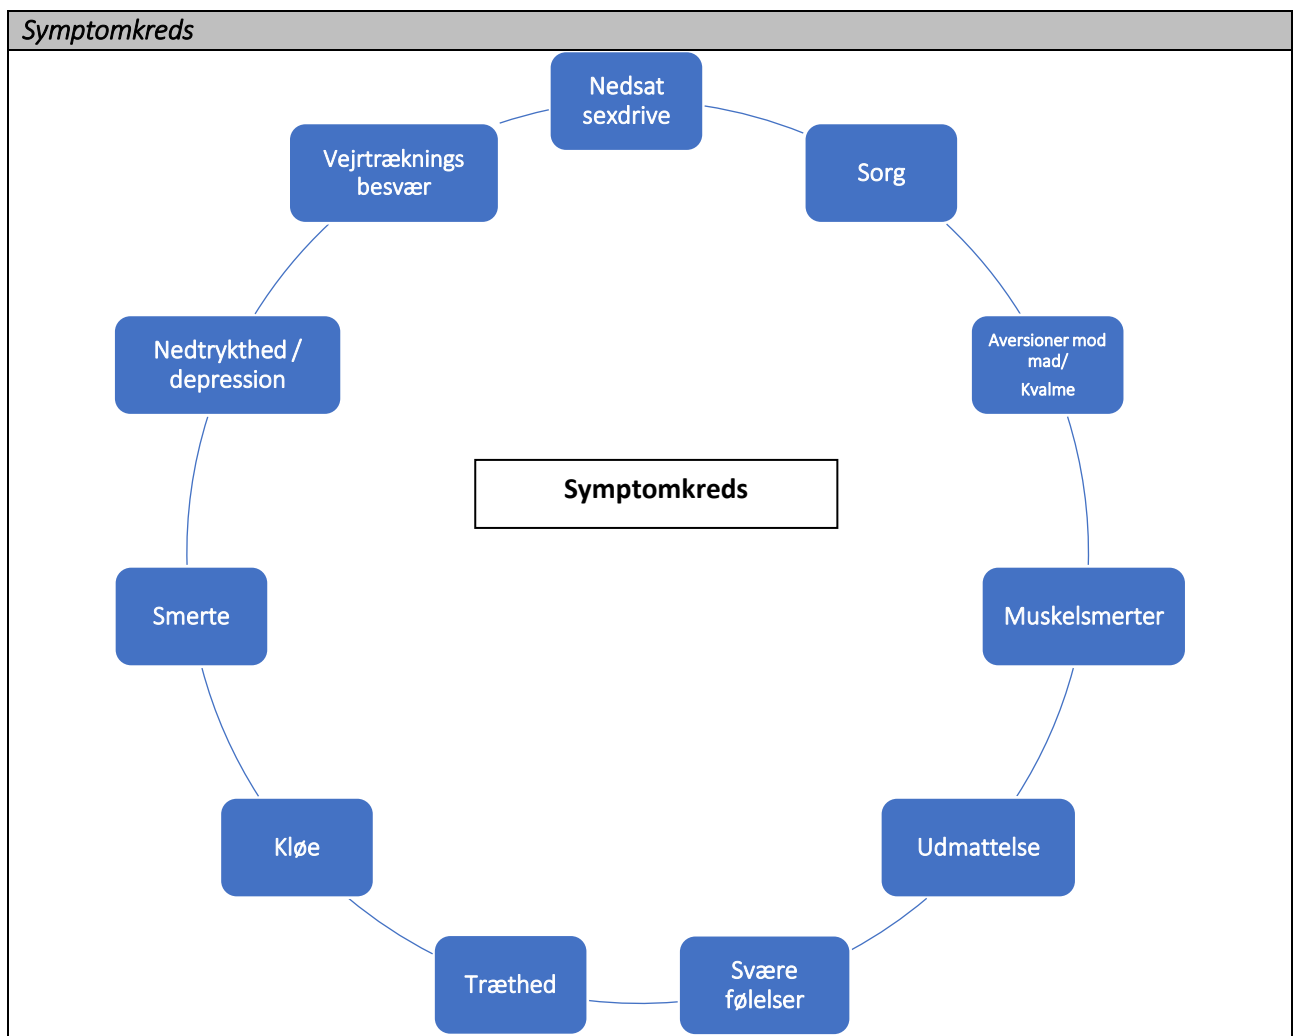 Symptomkreds
Nedsat
sexdrive
Sorg
Aversioner mod
mad/
Kvalme
Muskelsmerter
Udmattelse
Svære
følelser
Træthed
Kløe
Smerte
Nedtrykthed /
depression
Vejrtræknings
besvær
Symptomkreds